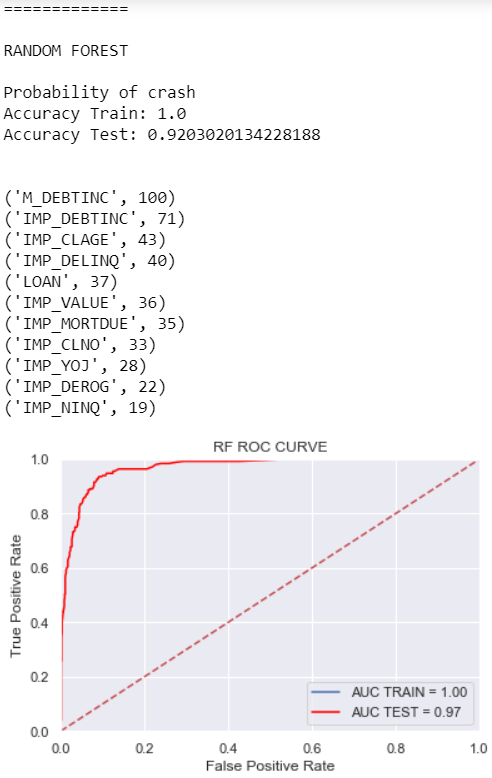 =============
RANDOM FOREST
Probability of crash
Accuracy Train: 1.0
Accuracy Test: 0.9203020134228188
('M_DEBTINC', 100)
('IMP_DEBTINC', 71)
('IMP_CLAGE', 43)
('IMP_DELINQ', 40)
('LOAN', 37)
('IMP_VALUE', 36)
('IMP_MORTDUE', 35)
('IMP_CLNO', 33)
('IMP_YOJ', 28)
('IMP_DEROG', 22)
('IMP_NINQ', 19)
RF ROC CURVE
1.0
0.8
0.6
0.4
0.2
0.0
True Positive Rate
AUC TRAIN = 1.00
AUC TEST = 0.97
0.0 0.2 0.4 0.6 0.8 1.0
False Positive Rate